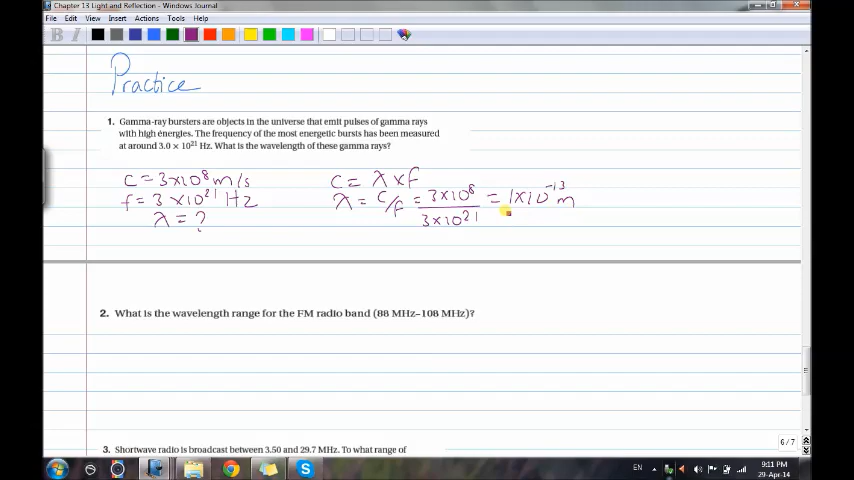 Chapter 13 Light and Reflection - Windows Journal
File Edit View Insert Actions Tools Help
B I
Practice
1. Gamma-ray bursters are objects in the universe that emit pulses of gamma rays
with high energies. The frequency of the most energetic bursts has been measured
at around 3.0 × 10²¹ Hz. What is the wavelength of these gamma rays?
c = 3×10⁸ m/s
f = 3 ×10²¹ Hz
λ = ?
c = λ x f
λ = c/f = 3×10⁸ / 3×10²¹ = 1×10⁻¹³ m
2. What is the wavelength range for the FM radio band (88 MHz–108 MHz)?
3. Shortwave radio is broadcast between 3.50 and 29.7 MHz. To what range of
6 / 7
EN
9:11 PM
29-Apr-14